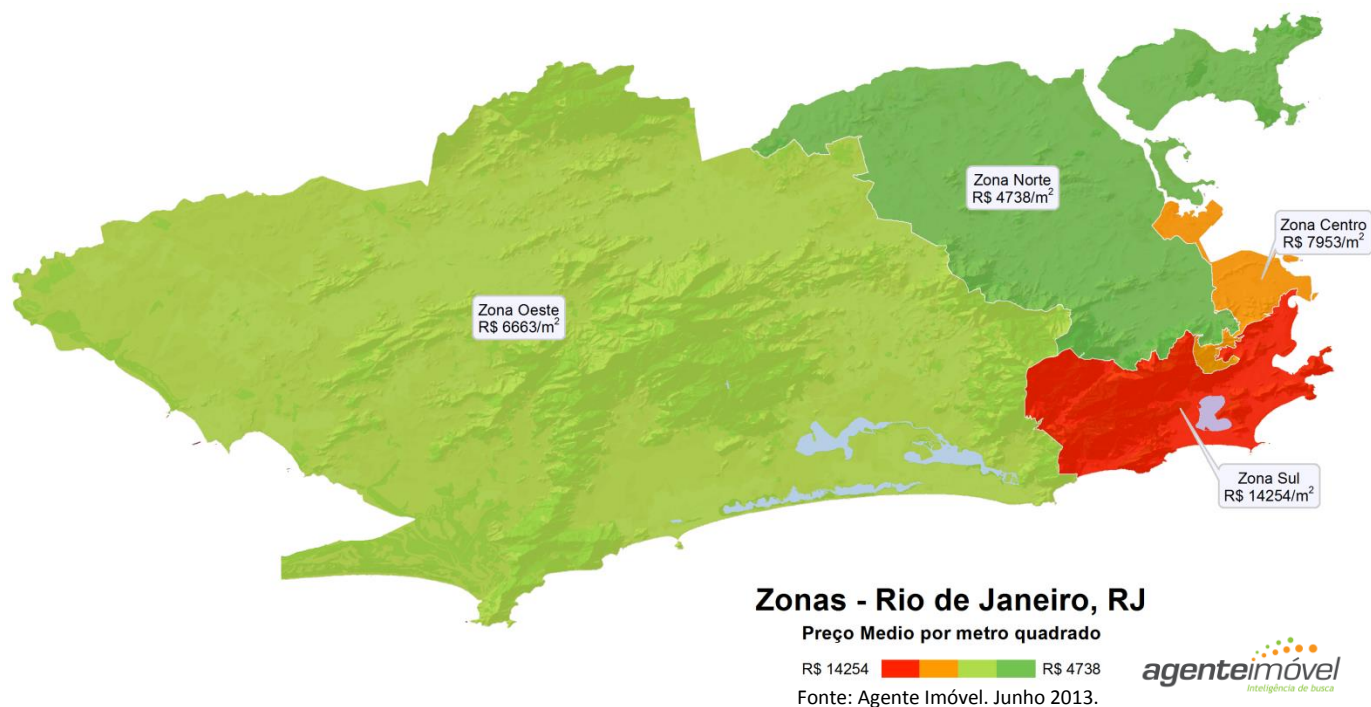 Zona Norte
R$ 4738/m²
Zona Centro
R$ 7953/m²
Zona Oeste
R$ 6663/m²
Zona Sul
R$ 14254/m²
Zonas - Rio de Janeiro, RJ
Preço Medio por metro quadrado
R$ 14254 R$ 4738
Fonte: Agente Imóvel. Junho 2013.
agenteimóvel
Inteligência de busca